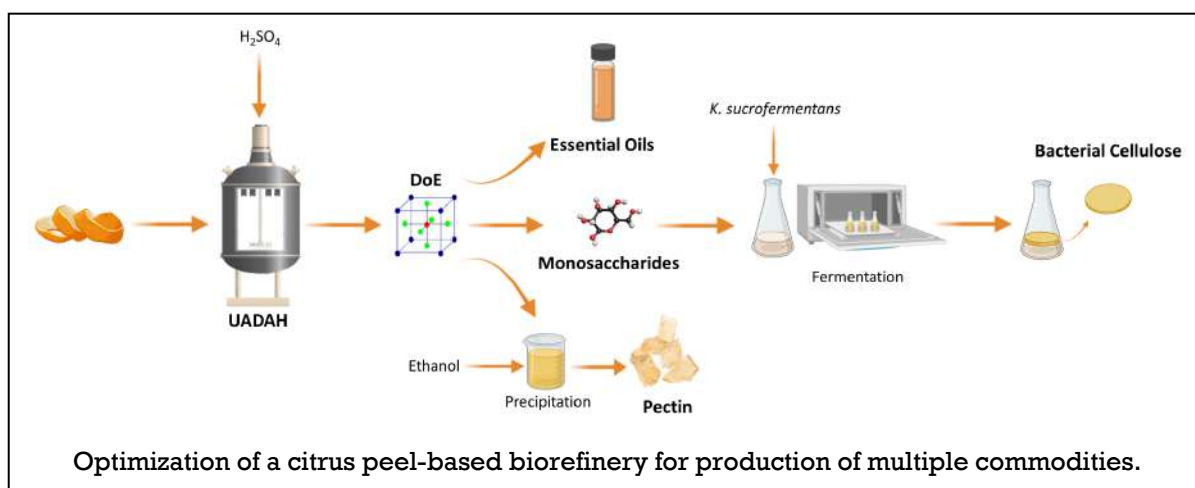 H₂SO₄
UADAH
DoE
Essential Oils
Monosaccharides
Ethanol
Precipitation
Pectin
K. sucrofermentans
Fermentation
Bacterial Cellulose
Optimization of a citrus peel-based biorefinery for production of multiple commodities.